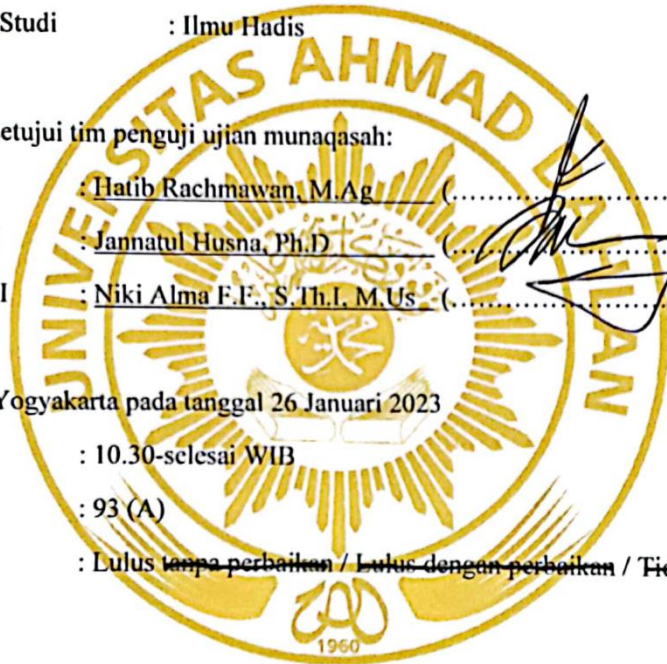 Studi : Ilmu Hadis
etujui tim penguji ujian munaqasah:
: Hatib Rachmawan, M.Ag (....................
: Jannatul Husna, Ph.D (....................
I : Niki Alma F.F., S.Th.I, M.Us (....................
Yogyakarta pada tanggal 26 Januari 2023
: 10.30-selesai WIB
: 93 (A)
: Lulus tanpa perbaikan / Lulus dengan perbaikan / Tid
UNIVERSITAS AHMAD DAHLAN
1960